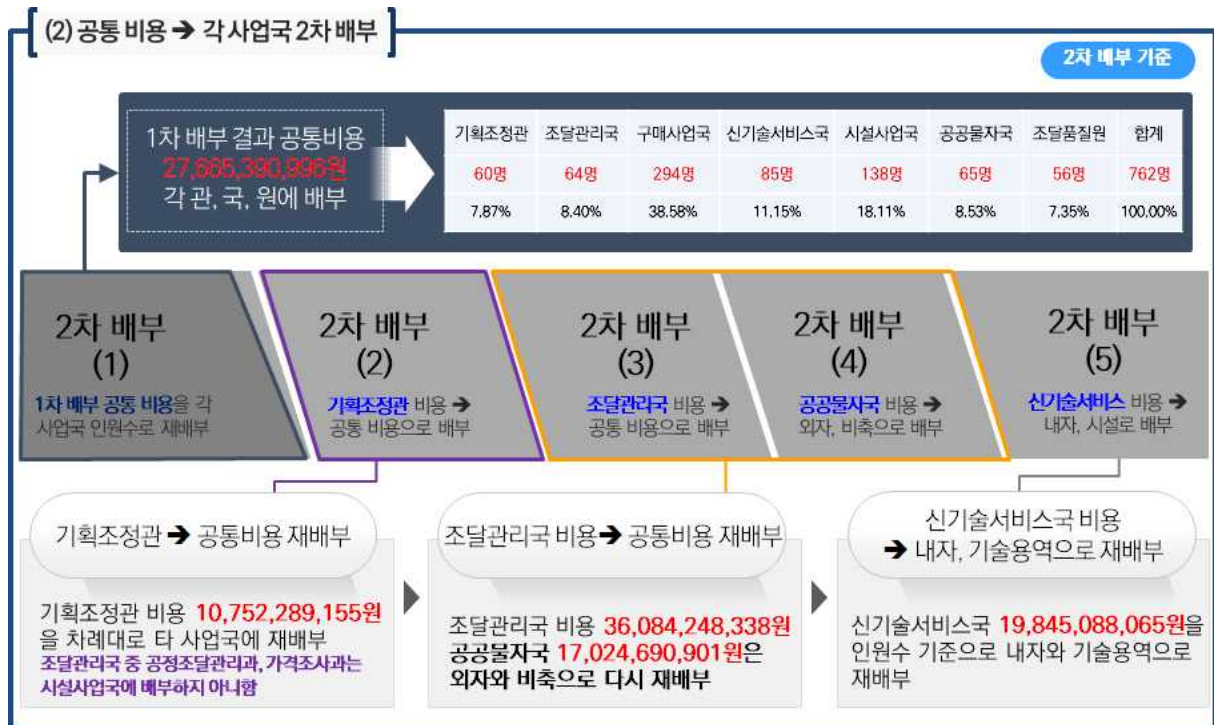 (2) 공통 비용 ➔ 각 사업국 2차 배부
2차 배부 기준
1차 배부 결과 공통비용
27,665,390,996원
각 관, 국, 원에 배부
기획조정관 조달관리국 구매사업국 신기술서비스국 시설사업국 공공물자국 조달품질원 합계
60명 64명 294명 85명 138명 65명 56명 762명
7.87% 8.40% 38.58% 11.15% 18.11% 8.53% 7.35% 100.00%
2차 배부
(1)
1차 배부 공통 비용을 각
사업국 인원수로 재배부
2차 배부
(2)
기획조정관 비용 ➔
공통 비용으로 배부
2차 배부
(3)
조달관리국 비용 ➔
공통 비용으로 배부
2차 배부
(4)
공공물자국 비용 ➔
외자, 비축으로 배부
2차 배부
(5)
신기술서비스 비용 ➔
내자, 시설로 배부
기획조정관 ➔ 공통비용 재배부
기획조정관 비용 10,752,289,155원
을 차례대로 타 사업국에 재배부
조달관리국 중 공정조달관리과, 가격조사과는
시설사업국에 배부하지 아니함
조달관리국 비용➔ 공통비용 재배부
조달관리국 비용 36,084,248,338원
공공물자국 17,024,690,901원은
외자와 비축으로 다시 재배부
신기술서비스국 비용
➔ 내자, 기술용역으로 재배부
신기술서비스국 19,845,088,065원을
인원수 기준으로 내자와 기술용역으로
재배부